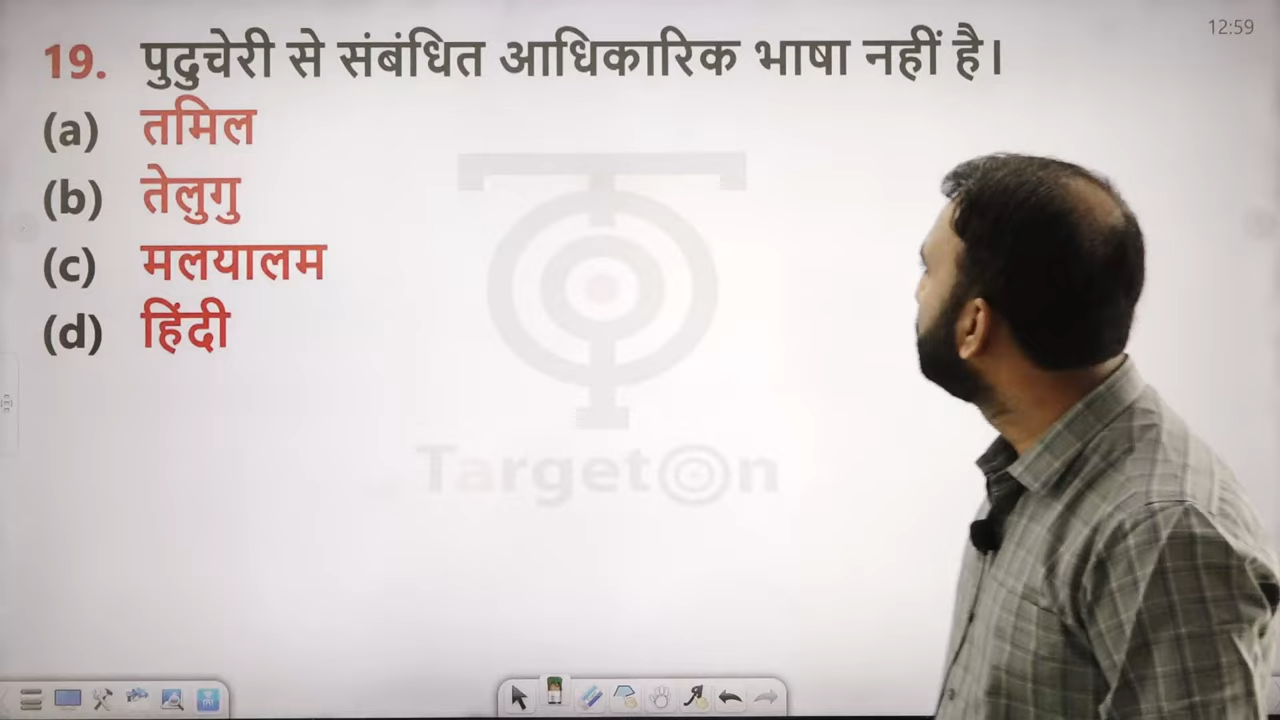 12:59
19. पुदुचेरी से संबंधित आधिकारिक भाषा नहीं है।
(a) तमिल
(b) तेलुगु
(c) मलयालम
(d) हिंदी
TargetOn